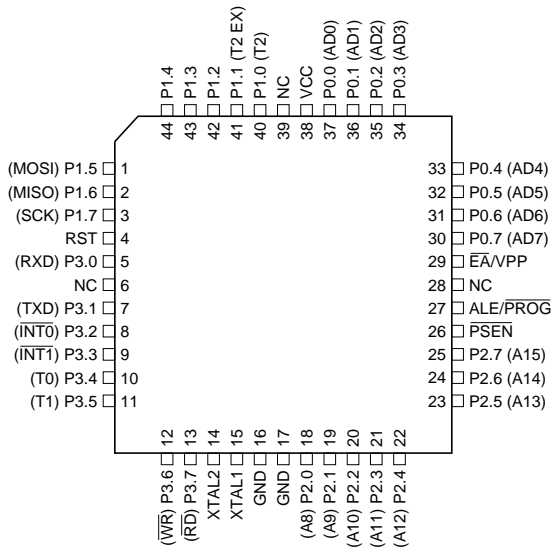 P1.4
P1.3
P1.2
P1.1 (T2 EX)
P1.0 (T2)
NC
VCC
P0.0 (AD0)
P0.1 (AD1)
P0.2 (AD2)
P0.3 (AD3)
44
43
42
41
40
39
38
37
36
35
34
(MOSI) P1.5 1
(MISO) P1.6 2
(SCK) P1.7 3
RST 4
(RXD) P3.0 5
NC 6
(TXD) P3.1 7
(INT0) P3.2 8
(INT1) P3.3 9
(T0) P3.4 10
(T1) P3.5 11
33 P0.4 (AD4)
32 P0.5 (AD5)
31 P0.6 (AD6)
30 P0.7 (AD7)
29 EA/VPP
28 NC
27 ALE/PROG
26 PSEN
25 P2.7 (A15)
24 P2.6 (A14)
23 P2.5 (A13)
12
13
14
15
16
17
18
19
20
21
22
(WR) P3.6
(RD) P3.7
XTAL2
XTAL1
GND
GND
(A8) P2.0
(A9) P2.1
(A10) P2.2
(A11) P2.3
(A12) P2.4